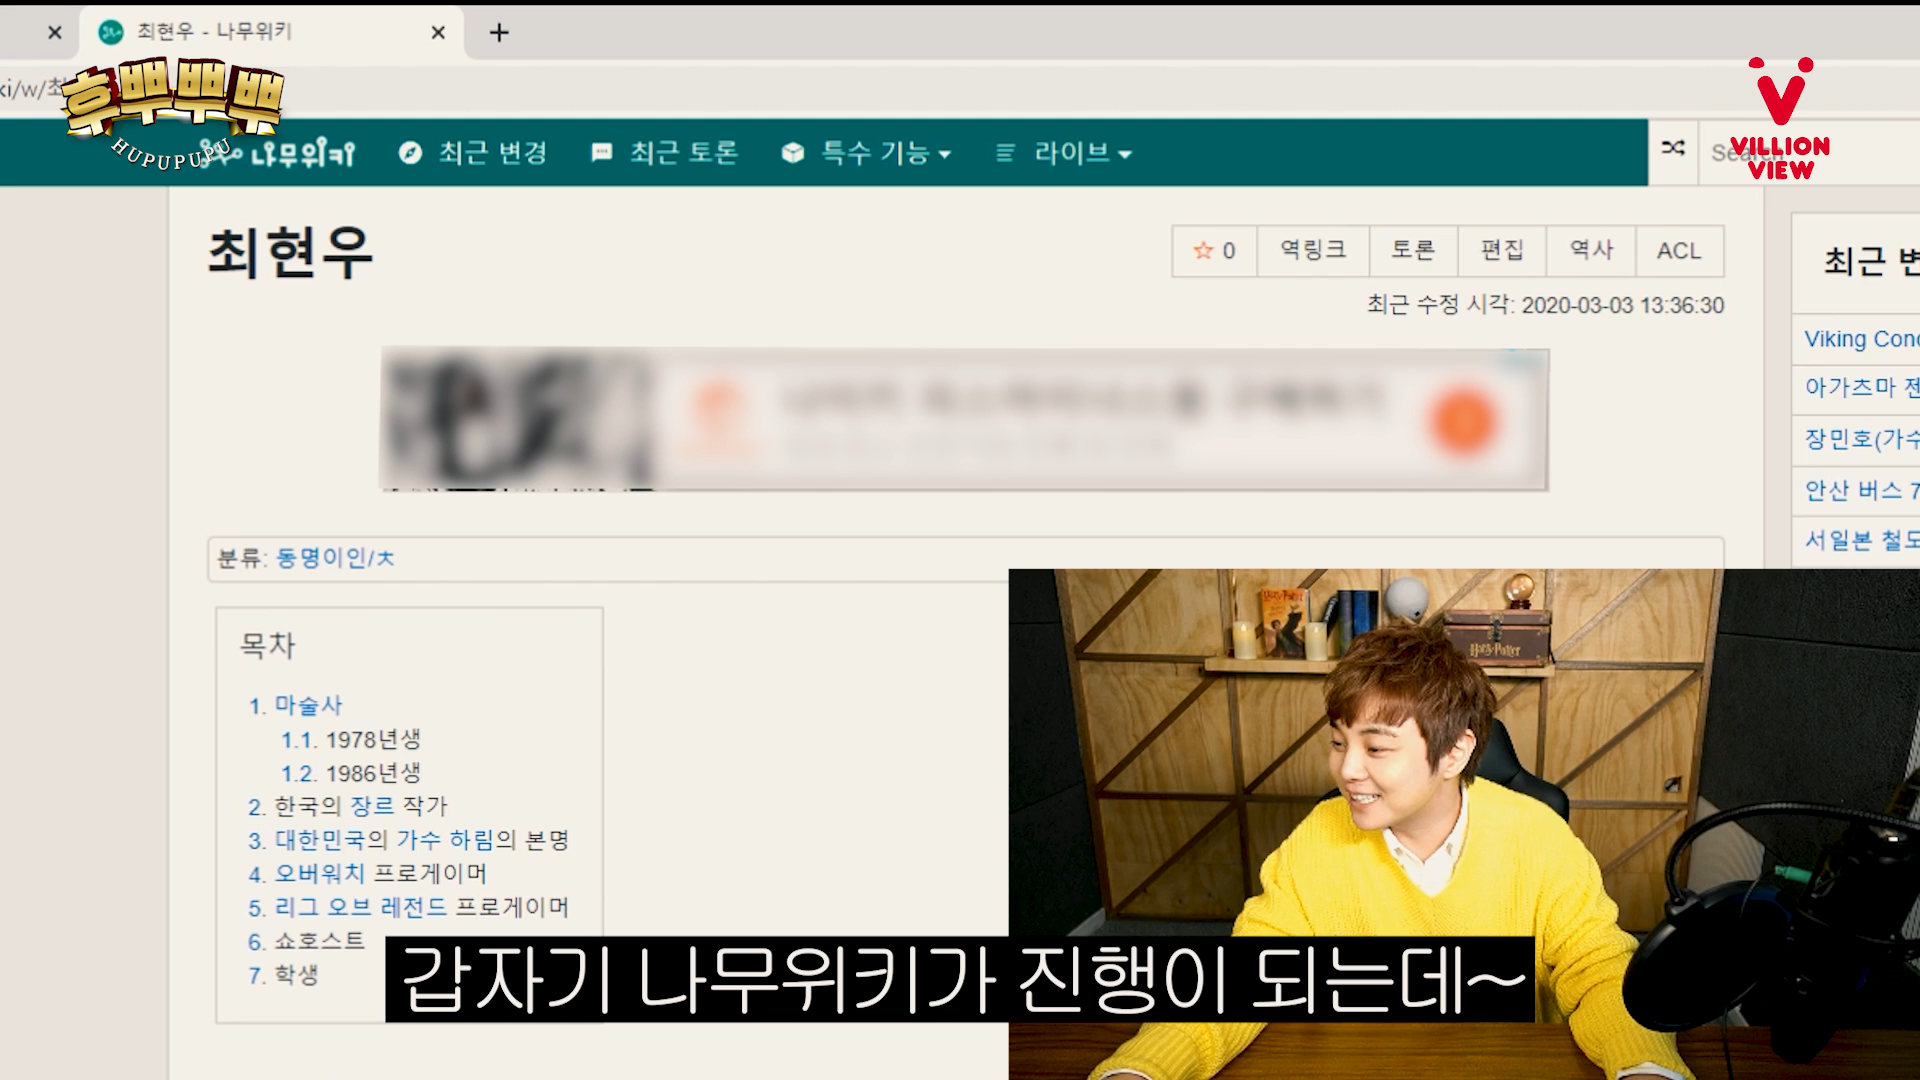 최현우 - 나무위키
ki/w/최
후뿌뿌뿌
HUPUPUPU
VILLION
VIEW
나무위키 최근 변경 최근 토론 특수 기능 라이브
Search
최현우
0 역링크 토론 편집 역사 ACL
최근 수정 시각: 2020-03-03 13:36:30
최근 변
Viking Conc
아가츠마 젠
장민호(가수
안산 버스 7
서일본 철도
분류: 동명이인/ㅊ
목차
1. 마술사
1.1. 1978년생
1.2. 1986년생
2. 한국의 장르 작가
3. 대한민국의 가수 하림의 본명
4. 오버워치 프로게이머
5. 리그 오브 레전드 프로게이머
6. 쇼호스트
7. 학생
Harry Potter
Harry Potter
갑자기 나무위키가 진행이 되는데~